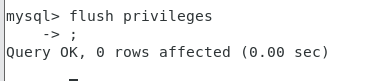 mysql> flush privileges
    -> ;
Query OK, 0 rows affected (0.00 sec)